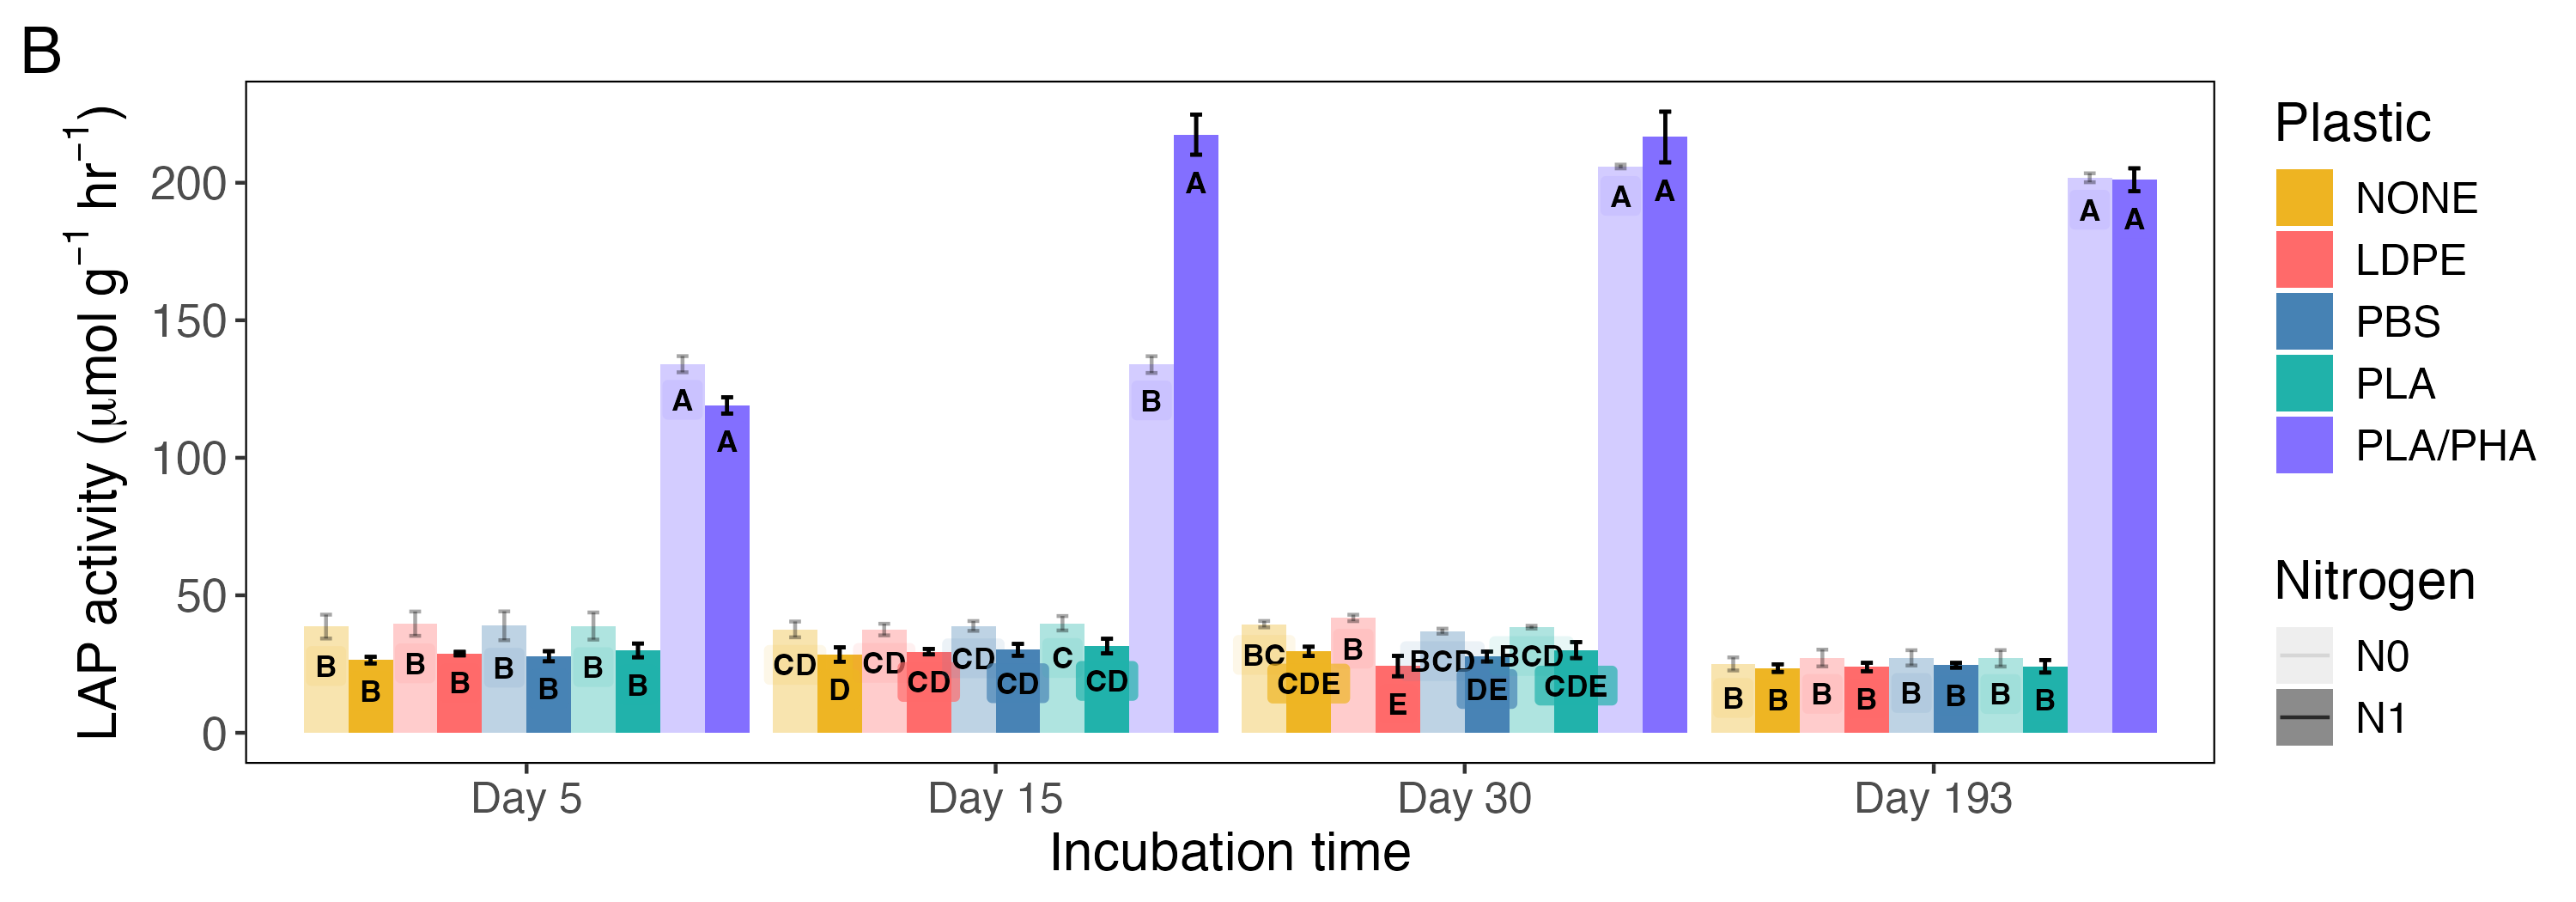 B
LAP activity (μmol g⁻¹ hr⁻¹)
200
150
100
50
0
B B B B B B B B A A
CD D CD CD CD CD C CD B A
BC CDE B E BCD DE BCD CDE A A
B B B B B B B B A A
Day 5 Day 15 Day 30 Day 193
Incubation time
Plastic
NONE
LDPE
PBS
PLA
PLA/PHA
Nitrogen
N0
N1